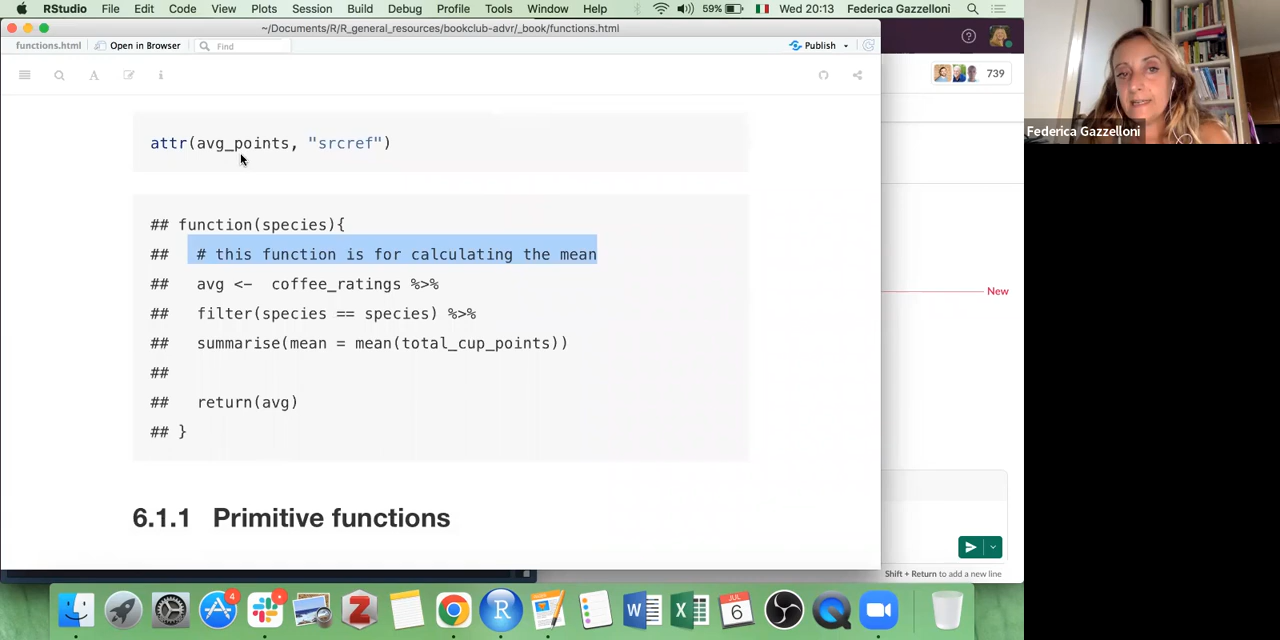 RStudio File Edit Code View Plots Session Build Debug Profile Tools Window Help 59% Wed 20:13 Federica Gazzelloni
~/Documents/R/R_general_resources/bookclub-advr/_book/functions.html
functions.html Open in Browser Find Publish
739
Federica Gazzelloni
attr(avg_points, "srcref")
## function(species){
## # this function is for calculating the mean
## avg <- coffee_ratings %>%
## filter(species == species) %>%
## summarise(mean = mean(total_cup_points))
##
## return(avg)
## }
New
6.1.1 Primitive functions
Shift + Return to add a new line
4
JUL
6